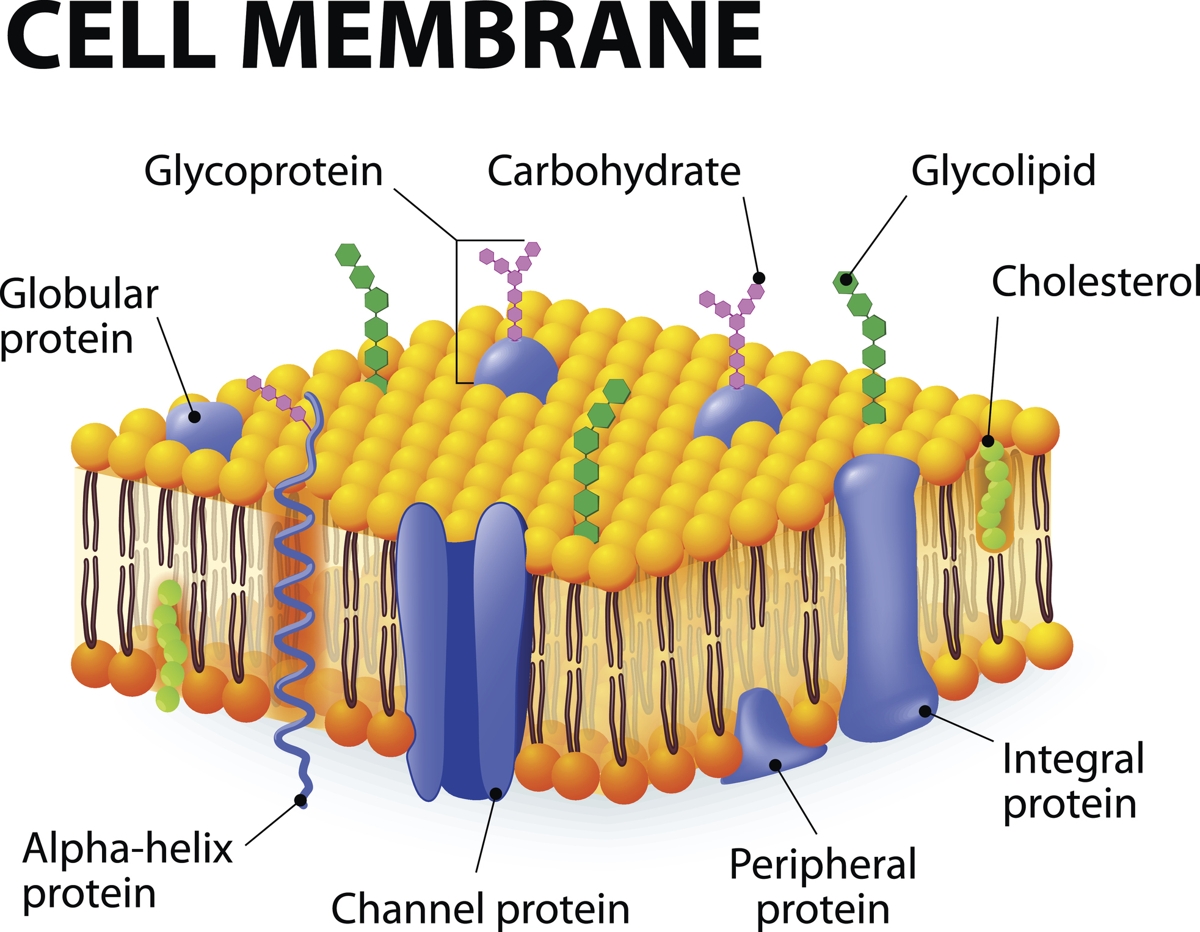 CELL MEMBRANE
Glycoprotein
Carbohydrate
Glycolipid
Globular
protein
Cholesterol
Integral
protein
Alpha-helix
protein
Channel protein
Peripheral
protein